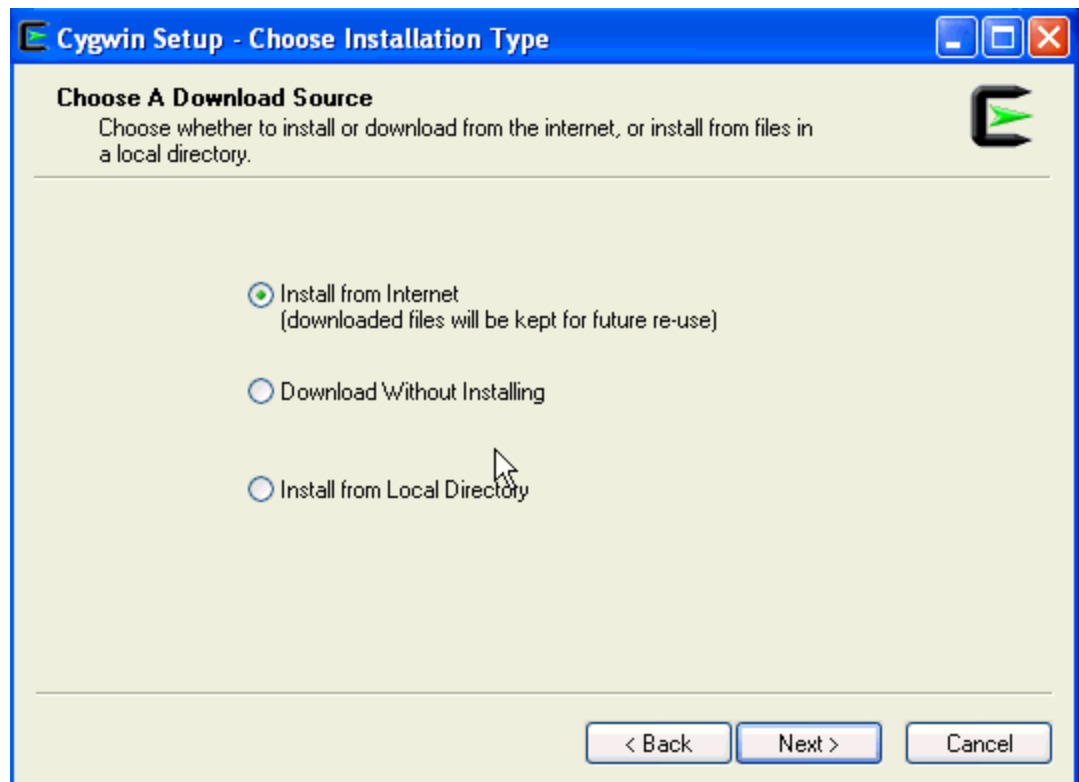 Cygwin Setup - Choose Installation Type
Choose A Download Source
Choose whether to install or download from the internet, or install from files in
a local directory.
Install from Internet
(downloaded files will be kept for future re-use)
Download Without Installing
Install from Local Directory
< Back
Next >
Cancel